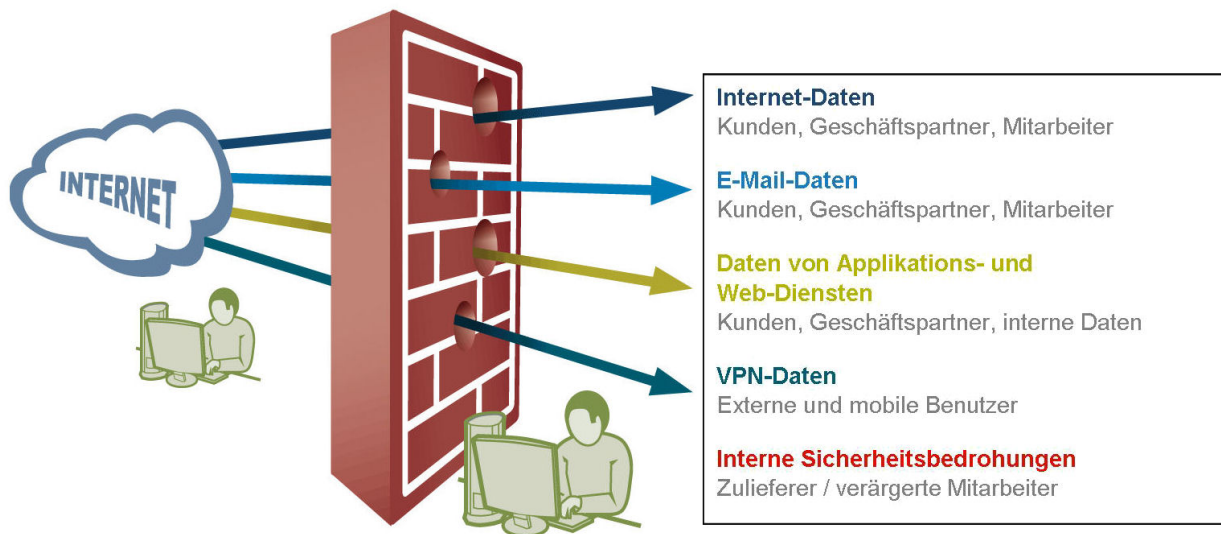 INTERNET
Internet-Daten
Kunden, Geschäftspartner, Mitarbeiter
E-Mail-Daten
Kunden, Geschäftspartner, Mitarbeiter
Daten von Applikations- und
Web-Diensten
Kunden, Geschäftspartner, interne Daten
VPN-Daten
Externe und mobile Benutzer
Interne Sicherheitsbedrohungen
Zulieferer / verärgerte Mitarbeiter